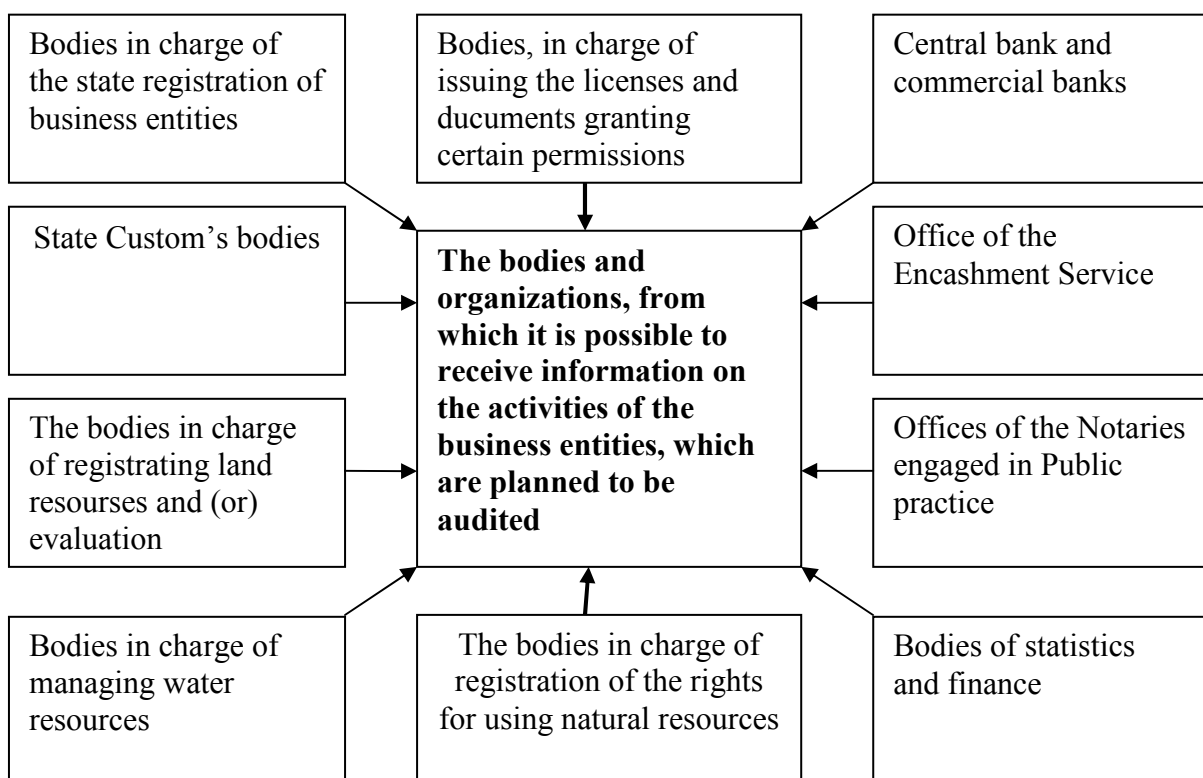 Bodies in charge of
the state registration of
business entities
Bodies, in charge of
issuing the licenses and
ducuments granting
certain permissions
Central bank and
commercial banks
State Custom’s bodies
The bodies and
organizations, from
which it is possible to
receive information on
the activities of the
business entities, which
are planned to be
audited
Office of the
Encashment Service
The bodies in charge
of registrating land
resourses and (or)
evaluation
Offices of the Notaries
engaged in Public
practice
Bodies in charge of
managing water
resources
The bodies in charge of
registration of the rights
for using natural resources
Bodies of statistics
and finance